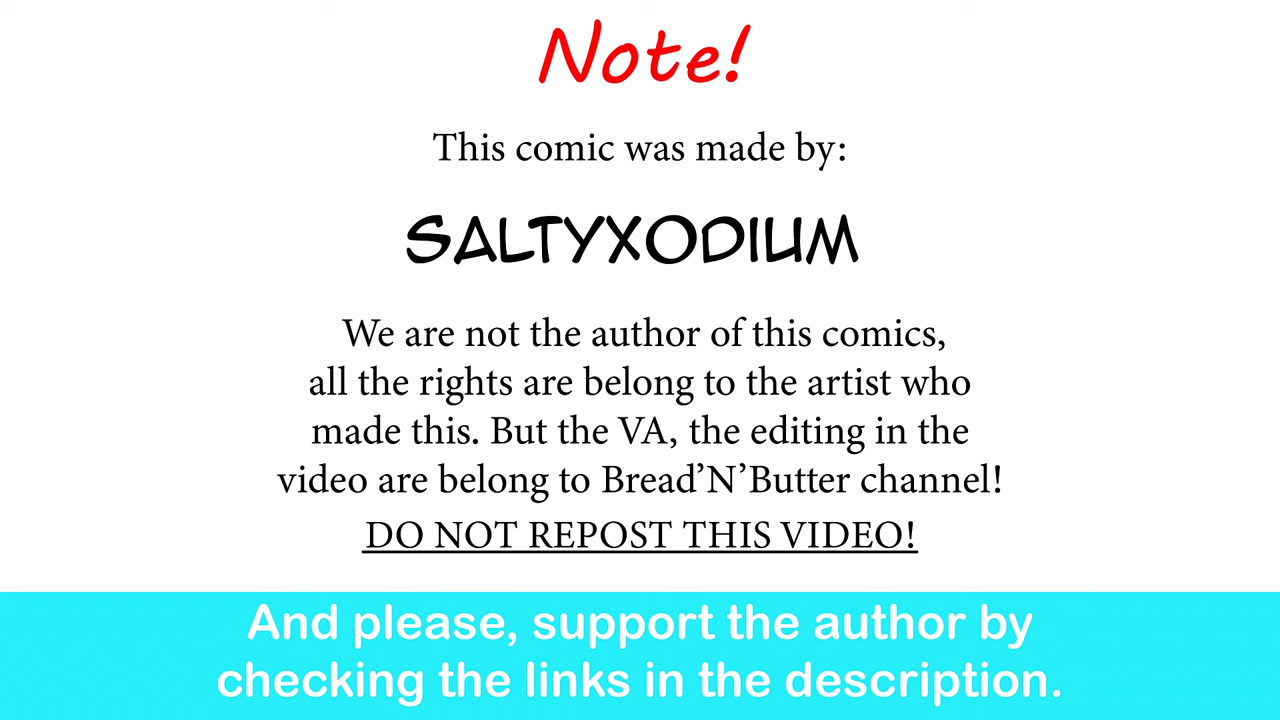 Note!
This comic was made by:
SALTYXODIUM
We are not the author of this comics,
all the rights are belong to the artist who
made this. But the VA, the editing in the
video are belong to Bread’N’Butter channel!
DO NOT REPOST THIS VIDEO!
And please, support the author by
checking the links in the description.